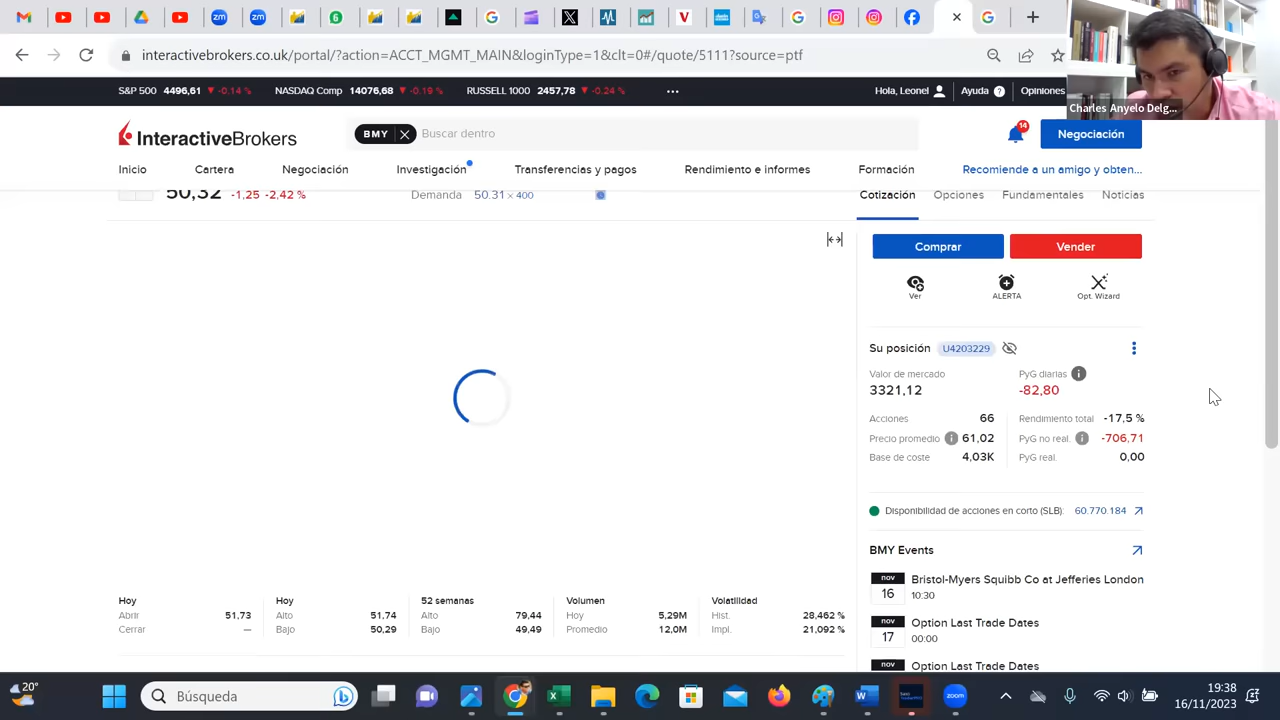 interactivebrokers.co.uk/portal/?action=ACCT_MGMT_MAIN&loginType=1&clt=0#/quote/5111?source=ptf
S&P 500 4496,61 ▼ -0.14 % NASDAQ Comp 14076,68 ▼ -0.19 % RUSSELL 1000 2457,78 ▼ -0.24 % ••• Hola, Leonel Ayuda ? Opiniones
Charles Anyelo Delg...
InteractiveBrokers BMY Buscar dentro 14 Negociación
Inicio Cartera Negociación Investigación Transferencias y pagos Rendimiento e informes Formación Recomiende a un amigo y obten...
50,32 -1,25 -2,42 % Demanda 50.31 × 400 Cotización Opciones Fundamentales Noticias
Comprar Vender
Ver ALERTA Opt. Wizard
Su posición U4203229
Valor de mercado PyG diarias
3321,12 -82,80
Acciones 66 Rendimiento total -17,5 %
Precio promedio 61,02 PyG no real. -706,71
Base de coste 4,03K PyG real. 0,00
Disponibilidad de acciones en corto (SLB): 60.770.184
BMY Events
nov 16 Bristol-Myers Squibb Co at Jefferies London
10:30
nov 17 Option Last Trade Dates
00:00
nov Option Last Trade Dates
Hoy Hoy 52 semanas Volumen Volatilidad
Abrir 51,73 Alto 51,74 Alto 79,44 Hoy 5,29M Hist. 28,462 %
Cerrar — Bajo 50,29 Bajo 49,49 Promedio 12,0M Impl. 21,092 %
20° Búsqueda zoom 19:38
16/11/2023